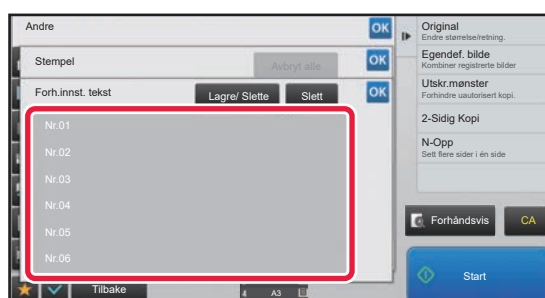 Andre
OK
Stempel
Avbryt alle
OK
Forh.innst. tekst
Lagre/ Slette
Slett
OK
Nr.01
Nr.02
Nr.03
Nr.04
Nr.05
Nr.06
Tilbake
A3
Original
Endre størrelse/retning.
Egendef. bilde
Kombiner registrerte bilder
Utskr.mønster
Forhindre uautorisert kopi.
2-Sidig Kopi
N-Opp
Sett flere sider i én side
Forhåndsvis
CA
Start